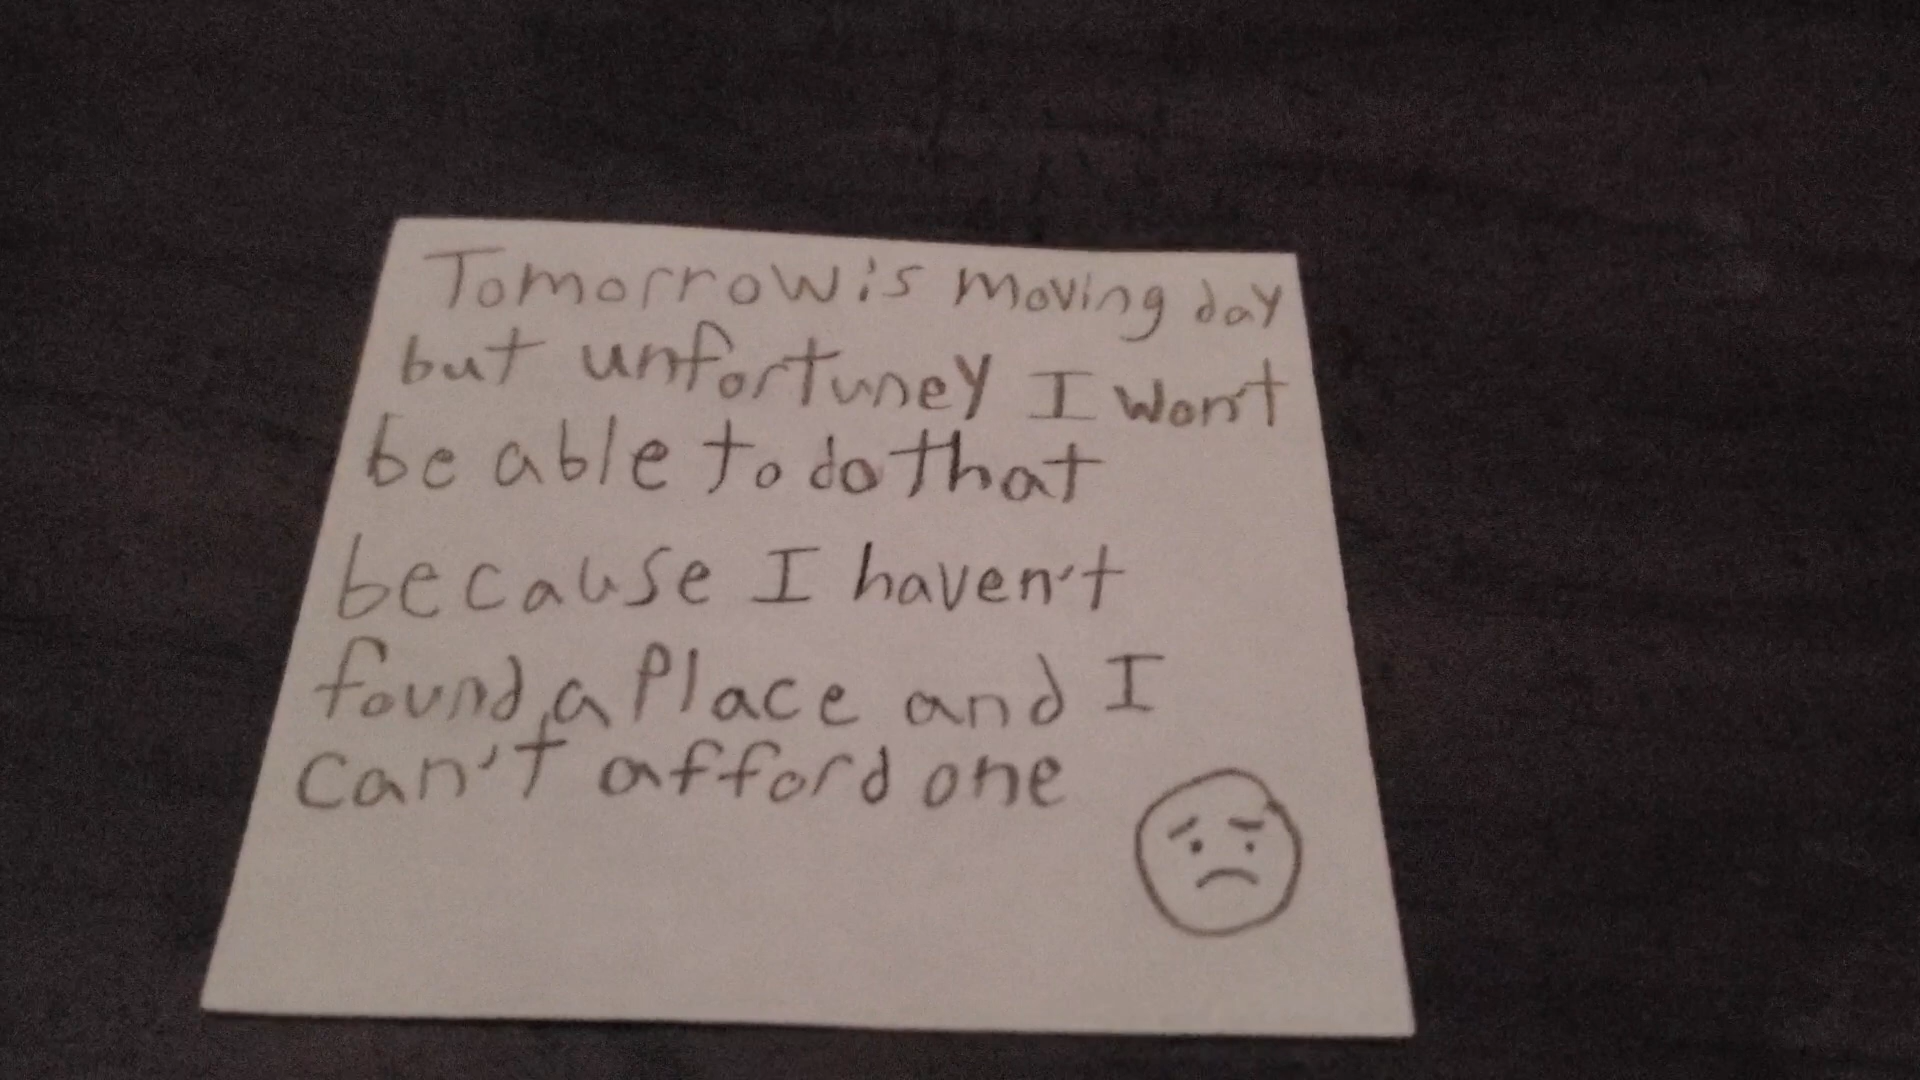 Tomorrow is moving day
but unfortuney I won't
be able to do that
because I haven't
found a place and I
can't afford one